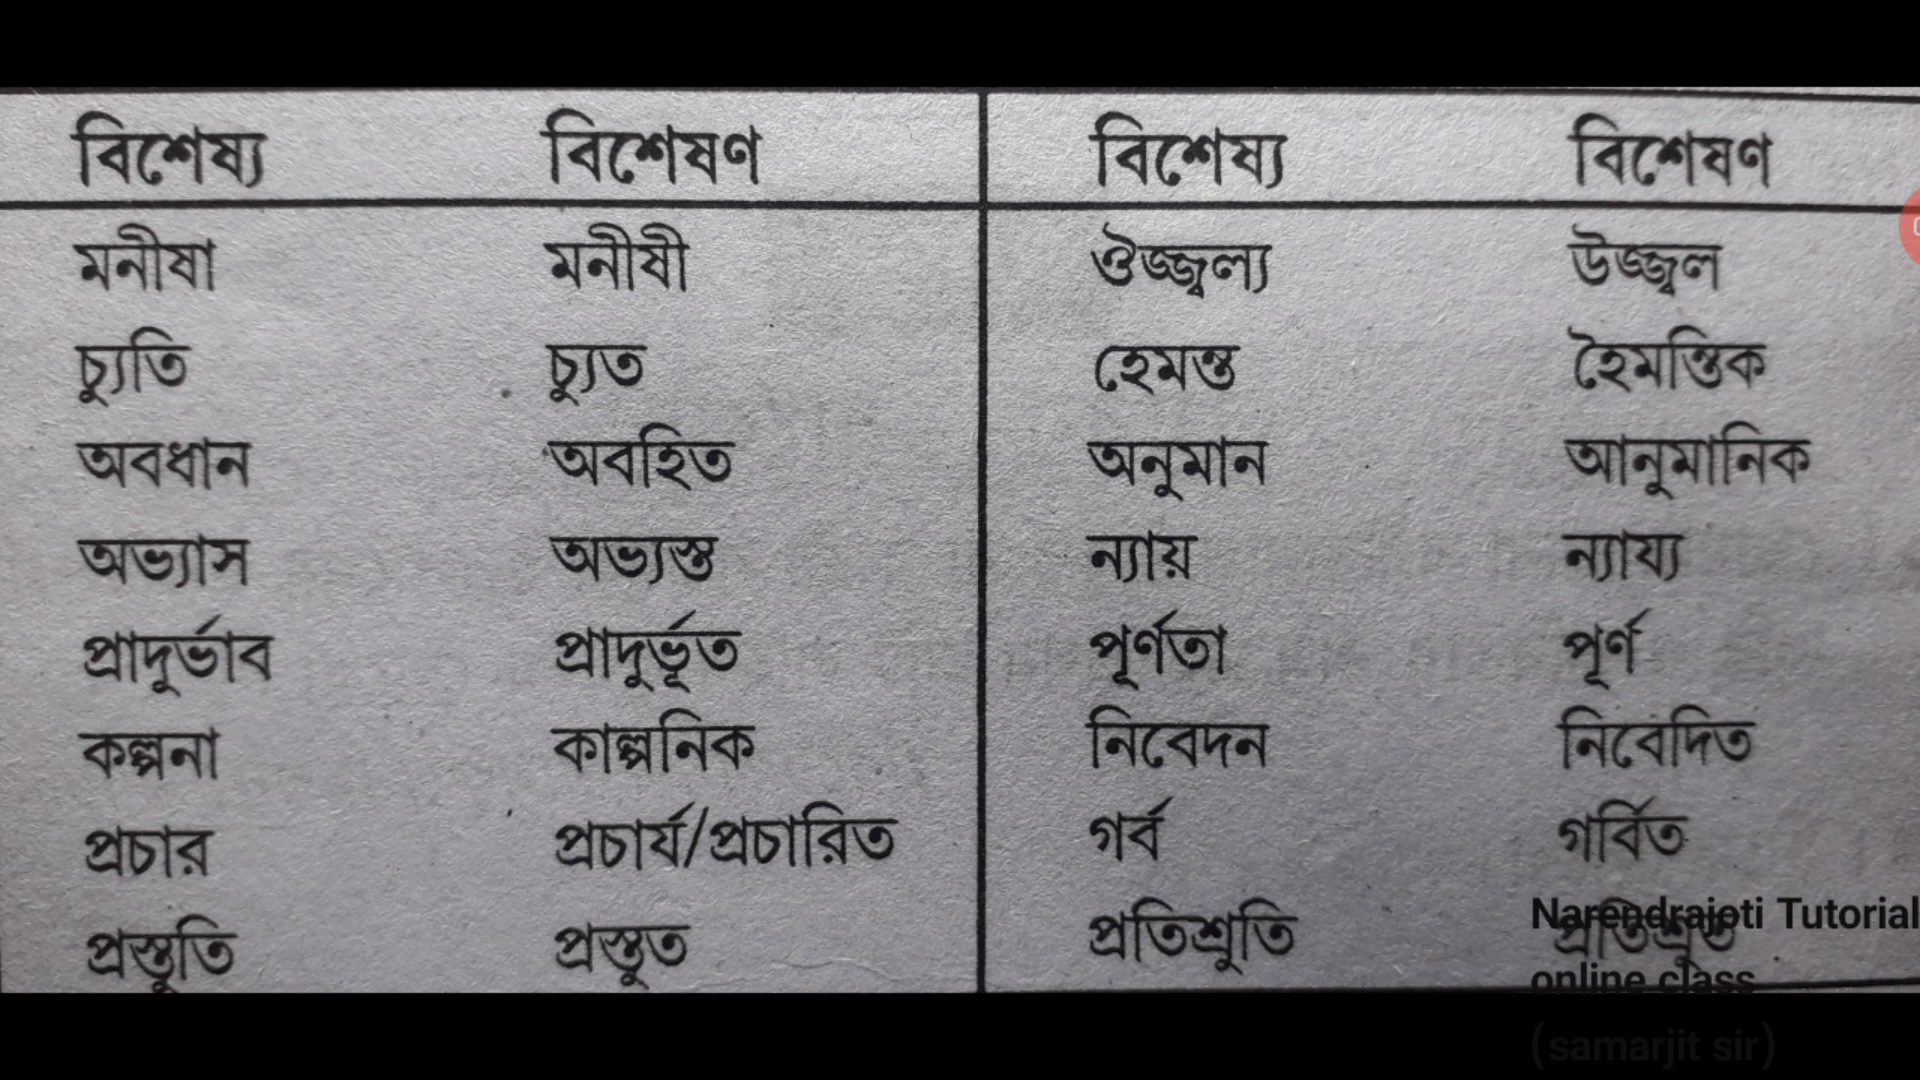 বিশেষ্য বিশেষণ বিশেষ্য বিশেষণ
মনীষা মনীষী ঔজ্জ্বল্য উজ্জ্বল
চ্যুতি চ্যুত হেমন্ত হৈমন্তিক
অবধান অবহিত অনুমান আনুমানিক
অভ্যাস অভ্যস্ত ন্যায় ন্যায্য
প্রাদুর্ভাব প্রাদুর্ভূত পূর্ণতা পূর্ণ
কল্পনা কাল্পনিক নিবেদন নিবেদিত
প্রচার প্রচার্য/প্রচারিত গর্ব গর্বিত
প্রস্তুতি প্রস্তুত প্রতিশ্রুতি প্রতিশ্রুত
Narendrajoti Tutorial
online class
(samarjit sir)